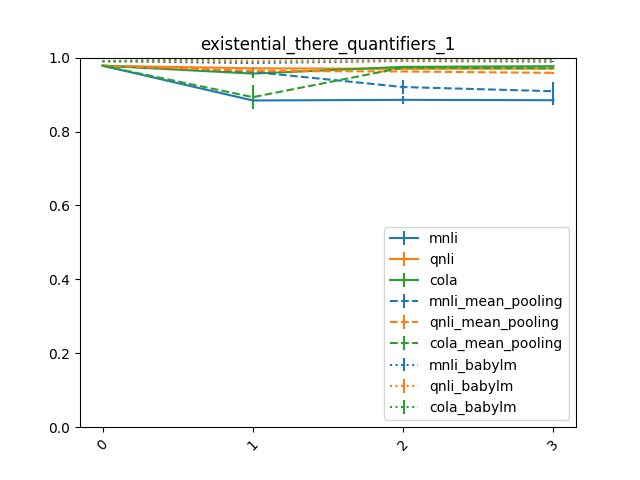 existential_there_quantifiers_1
1.0
0.8
0.6
0.4
0.2
0.0
0
1
2
3
mnli
qnli
cola
mnli_mean_pooling
qnli_mean_pooling
cola_mean_pooling
mnli_babylm
qnli_babylm
cola_babylm